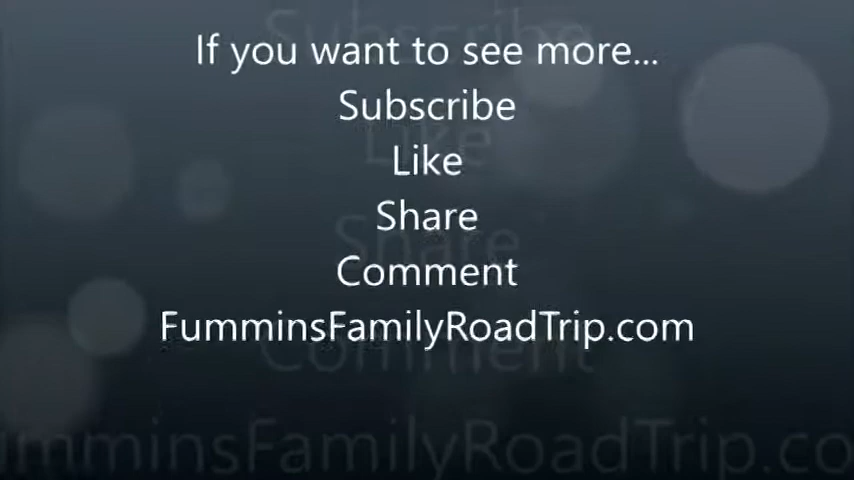 If you want to see more...
Subscribe
Like
Share
Comment
FumminsFamilyRoadTrip.com